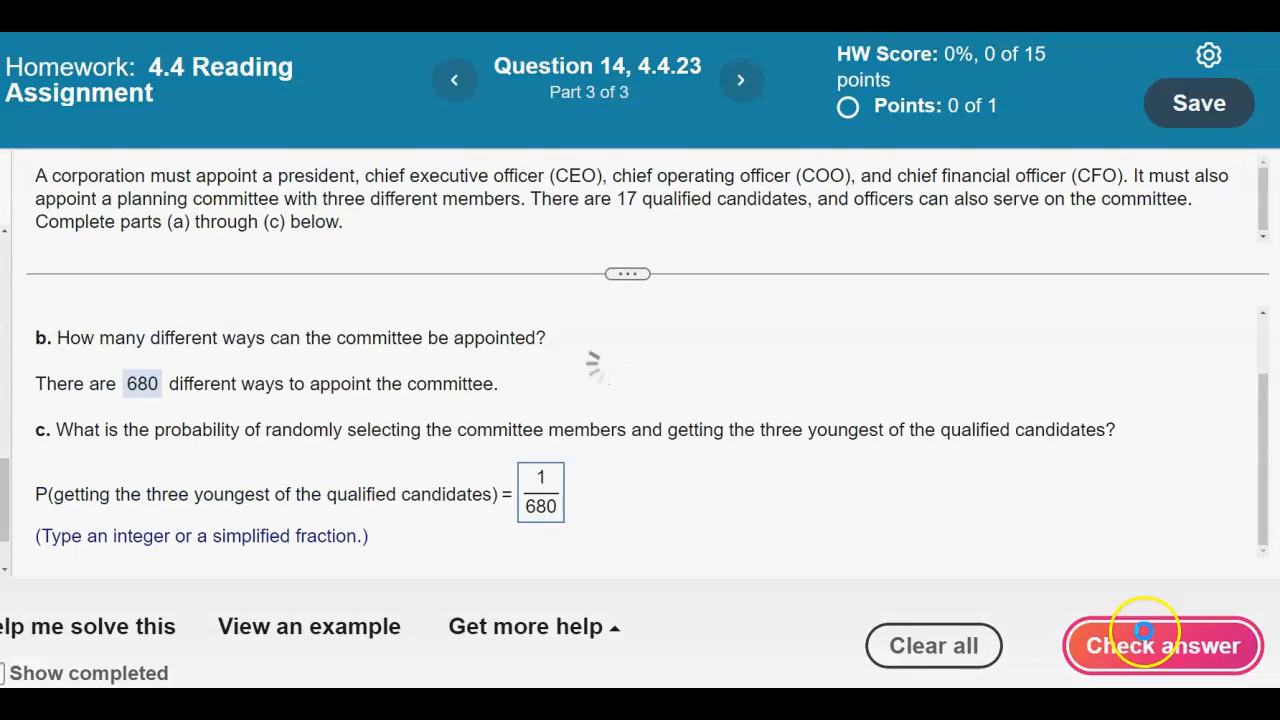 Homework: 4.4 Reading
Assignment
Question 14, 4.4.23
Part 3 of 3
HW Score: 0%, 0 of 15
points
Points: 0 of 1
Save
A corporation must appoint a president, chief executive officer (CEO), chief operating officer (COO), and chief financial officer (CFO). It must also
appoint a planning committee with three different members. There are 17 qualified candidates, and officers can also serve on the committee.
Complete parts (a) through (c) below.
b. How many different ways can the committee be appointed?
There are 680 different ways to appoint the committee.
c. What is the probability of randomly selecting the committee members and getting the three youngest of the qualified candidates?
P(getting the three youngest of the qualified candidates) = 1/680
(Type an integer or a simplified fraction.)
elp me solve this
View an example
Get more help
Clear all
Check answer
Show completed